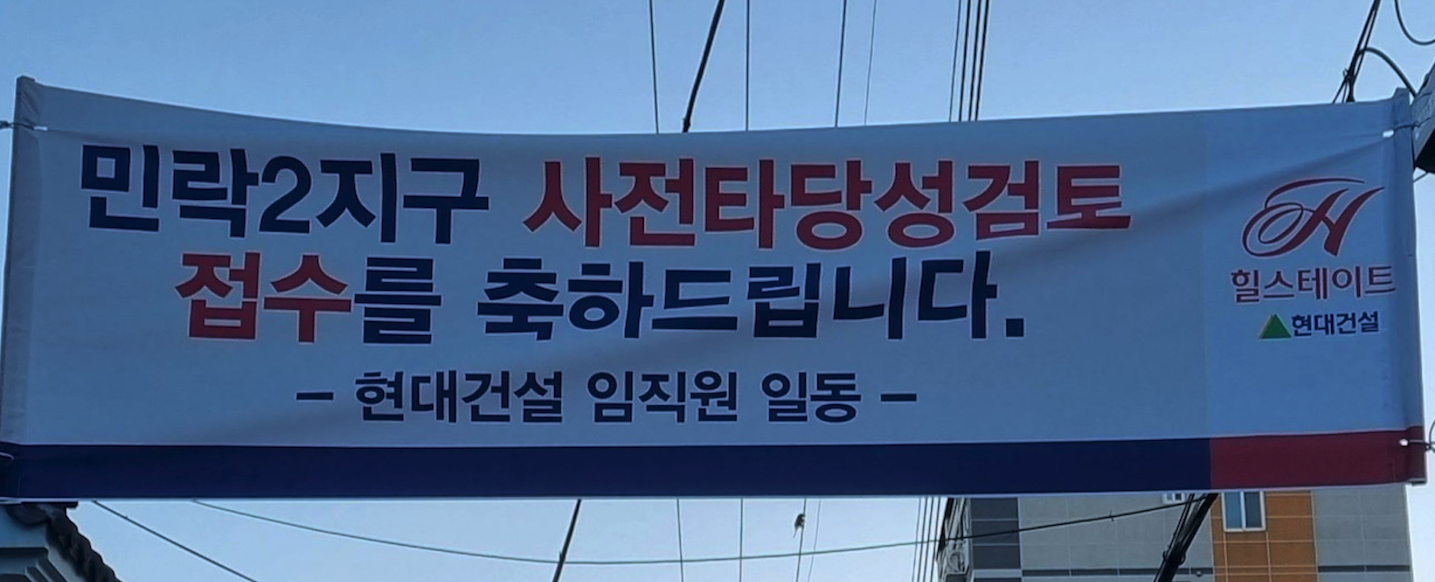 민락2지구 사전타당성검토
접수를 축하드립니다.
- 현대건설 임직원 일동 -
힐스테이트
현대건설